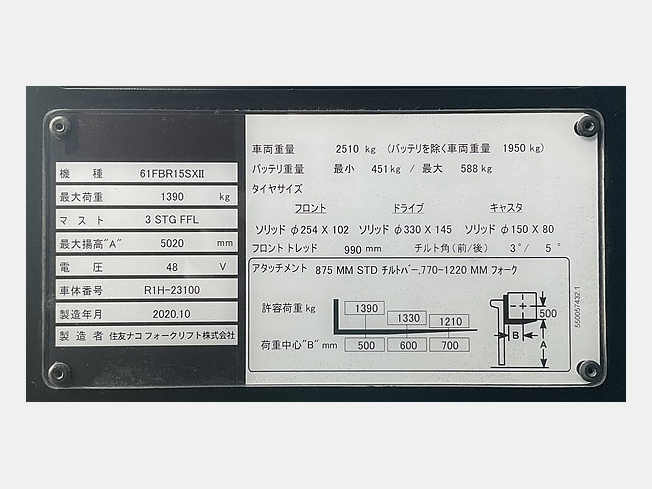 機 種 61FBR15SXII
最大荷重 1390 kg
マスト 3 STG FFL
最大揚高"A" 5020 mm
電 圧 48 V
車体番号 R1H-23100
製造年月 2020.10
製造者 住友ナコ フォークリフト株式会社
車両重量 2510 kg (バッテリを除く車両重量 1950 kg)
バッテリ重量 最小 451 kg / 最大 588 kg
タイヤサイズ
フロント ドライブ キャスタ
ソリッド φ254 X 102 ソリッド φ330 X 145 ソリッド φ150 X 80
フロント トレッド 990 mm チルト角(前/後) 3°/ 5°
アタッチメント 875 MM STD チルトバー,770-1220 MM フォーク
許容荷重 kg 1390 1330 1210
荷重中心"B" mm 500 600 700
500
B
A
550057432.1